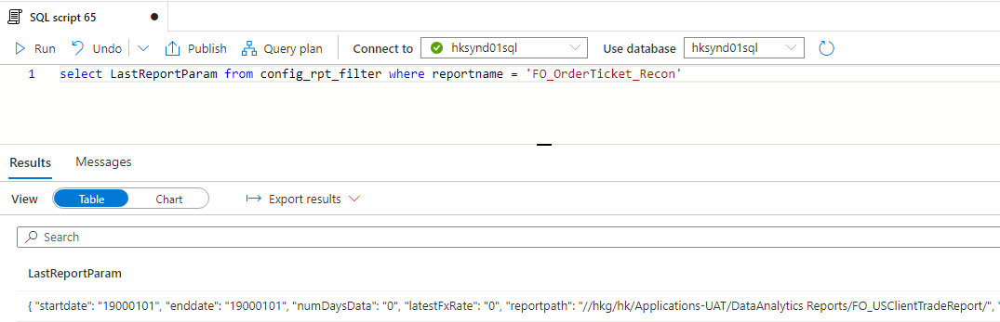 SQL script 65
Run Undo Publish Query plan Connect to hksynd01sql Use database hksynd01sql
1 select LastReportParam from config_rpt_filter where reportname = 'FO_OrderTicket_Recon'
Results Messages
View Table Chart Export results
Search
LastReportParam
{ "startdate": "19000101", "enddate": "19000101", "numDaysData": "0", "latestFxRate": "0", "reportpath": "//hkg/hk/Applications-UAT/DataAnalytics Reports/FO_USClientTradeReport/", "